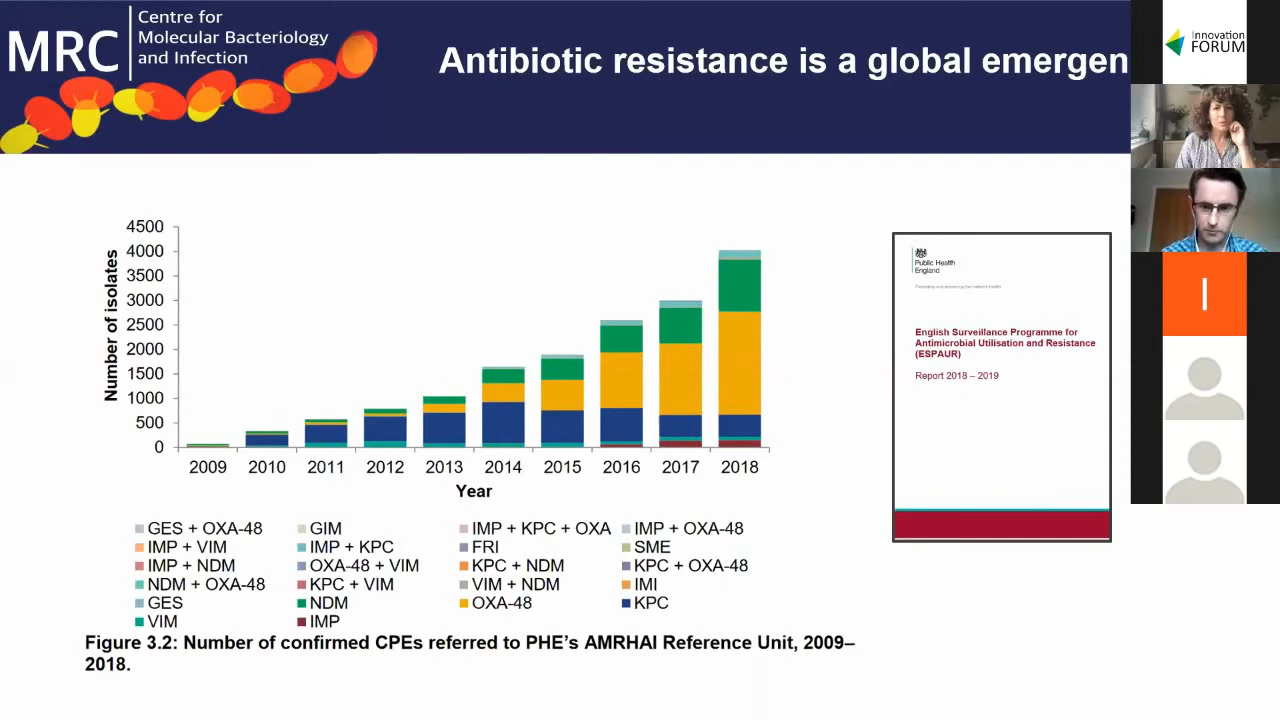 MRC
Centre for
Molecular Bacteriology
and Infection
Antibiotic resistance is a global emergen
Innovation
FORUM
4500
4000
3500
3000
2500
2000
1500
1000
500
0
Number of isolates
2009 2010 2011 2012 2013 2014 2015 2016 2017 2018
Year
GES + OXA-48 GIM IMP + KPC + OXA IMP + OXA-48
IMP + VIM IMP + KPC FRI SME
IMP + NDM OXA-48 + VIM KPC + NDM KPC + OXA-48
NDM + OXA-48 KPC + VIM VIM + NDM IMI
GES NDM OXA-48 KPC
VIM IMP
Figure 3.2: Number of confirmed CPEs referred to PHE’s AMRHAI Reference Unit, 2009–
2018.
Public Health
England
English Surveillance Programme for
Antimicrobial Utilisation and Resistance
(ESPAUR)
Report 2018 – 2019
I